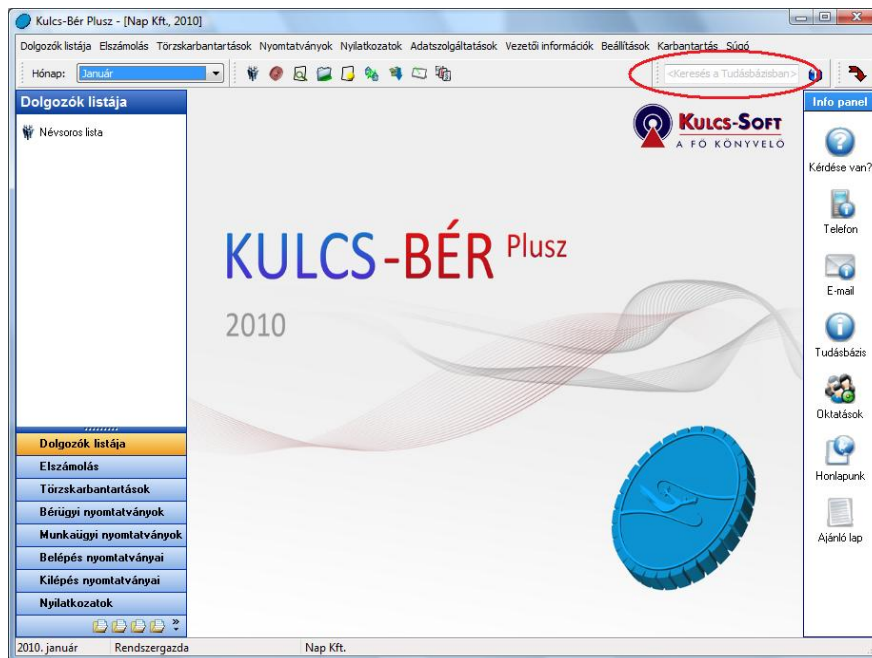 Kulcs-Bér Plusz - [Nap Kft., 2010]
Dolgozók listája Elszámolás Törzskarbantartások Nyomtatványok Nyilatkozatok Adatszolgáltatások Vezetői információk Beállítások Karbantartás Súgó
Hónap: Január <Keresés a Tudásbázisban>
Dolgozók listája
Névsoros lista
KULCS-SOFT
A FŐ KÖNYVELŐ
KULCS-BÉR Plusz
2010
Info panel
Kérdése van?
Telefon
E-mail
Tudásbázis
Oktatások
Honlapunk
Ajánló lap
Dolgozók listája
Elszámolás
Törzskarbantartások
Bérügyi nyomtatványok
Munkaügyi nyomtatványok
Belépés nyomtatványai
Kilépés nyomtatványai
Nyilatkozatok
2010. január Rendszergazda Nap Kft.